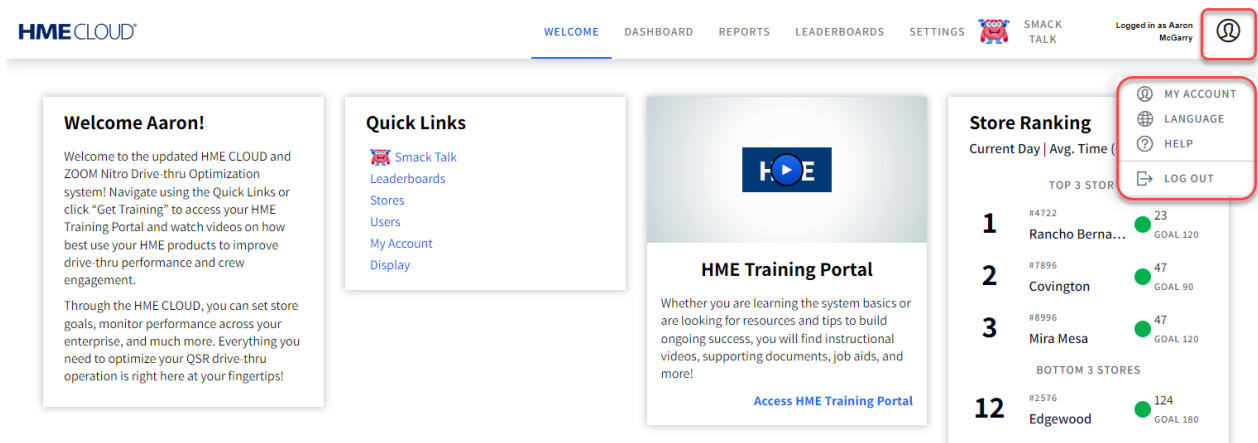 HME CLOUD®
WELCOME
DASHBOARD
REPORTS
LEADERBOARDS
SETTINGS
SMACK
TALK
Logged in as Aaron
McGarry
MY ACCOUNT
LANGUAGE
HELP
LOG OUT
Welcome Aaron!
Welcome to the updated HME CLOUD and
ZOOM Nitro Drive-thru Optimization
system! Navigate using the Quick Links or
click “Get Training” to access your HME
Training Portal and watch videos on how
best use your HME products to improve
drive-thru performance and crew
engagement.
Through the HME CLOUD, you can set store
goals, monitor performance across your
enterprise, and much more. Everything you
need to optimize your QSR drive-thru
operation is right here at your fingertips!
Quick Links
Smack Talk
Leaderboards
Stores
Users
My Account
Display
HME Training Portal
Whether you are learning the system basics or
are looking for resources and tips to build
ongoing success, you will find instructional
videos, supporting documents, job aids, and
more!
Access HME Training Portal
Store Ranking
Current Day | Avg. Time (
TOP 3 STOR
1
#4722
Rancho Berna...
23
GOAL 120
2
#7896
Covington
47
GOAL 90
3
#8996
Mira Mesa
47
GOAL 120
BOTTOM 3 STORES
12
#2576
Edgewood
124
GOAL 180